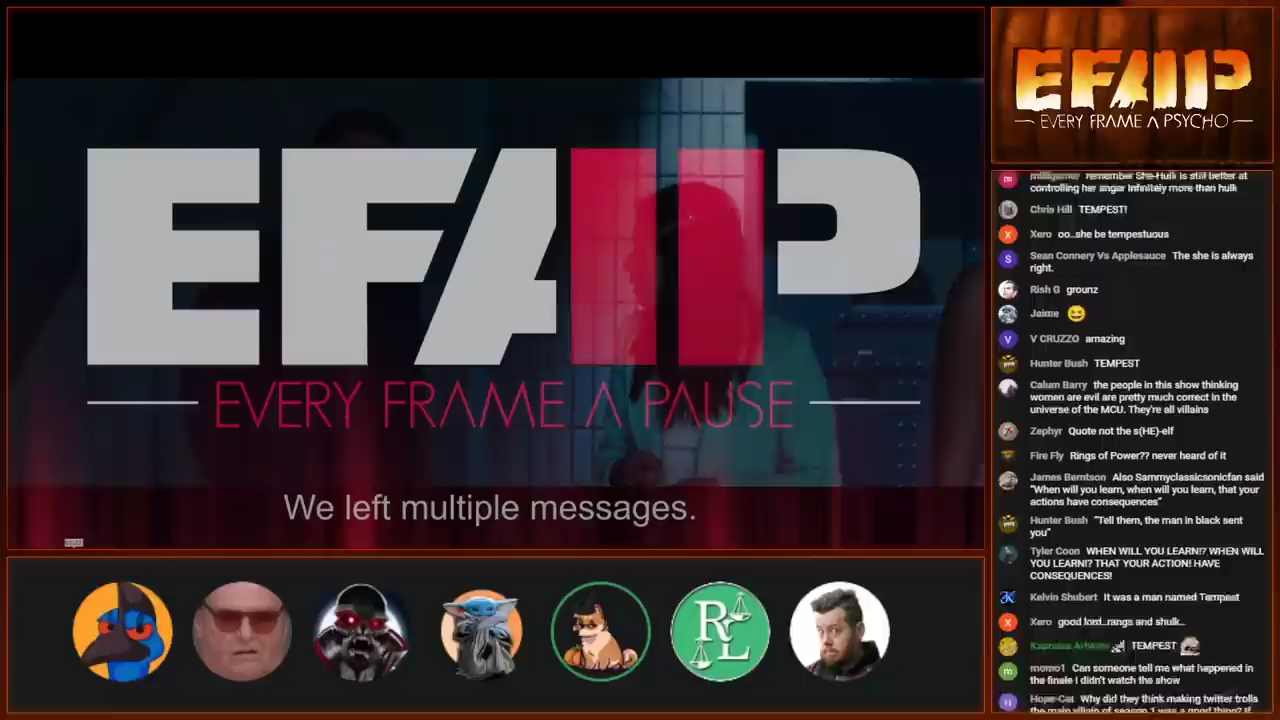 EFAP
EVERY FRAME A PAUSE
We left multiple messages.
EFAP
EVERY FRAME A PSYCHO
remember She-Hulk is still better at
controlling her anger infinitely more than hulk
Chris Hill TEMPEST!
Xero oo..she be tempestuous
Sean Connery Vs Applesauce The she is always
right.
Rish G grounz
Jaime 😆
V CRUZZO amazing
Hunter Bush TEMPEST
Calum Barry the people in this show thinking
women are evil are pretty much correct in the
universe of the MCU. They're all villains
Zephyr Quote not the s(HE)-elf
Fire Fly Rings of Power?? never heard of it
James Berntson Also Sammyclassicsonicfan said
"When will you learn, when will you learn, that your
actions have consequences"
Hunter Bush "Tell them, the man in black sent
you"
Tyler Coon WHEN WILL YOU LEARN!? WHEN WILL
YOU LEARN!? THAT YOUR ACTION! HAVE
CONSEQUENCES!
Kelvin Shubert It was a man named Tempest
Xero good lord..rangs and shulk..
TEMPEST
momo1 Can someone tell me what happened in
the finale I didn't watch the show
Hope-Cat Why did they think making twitter trolls
the main villain of season 1 was a good thing? If
RL